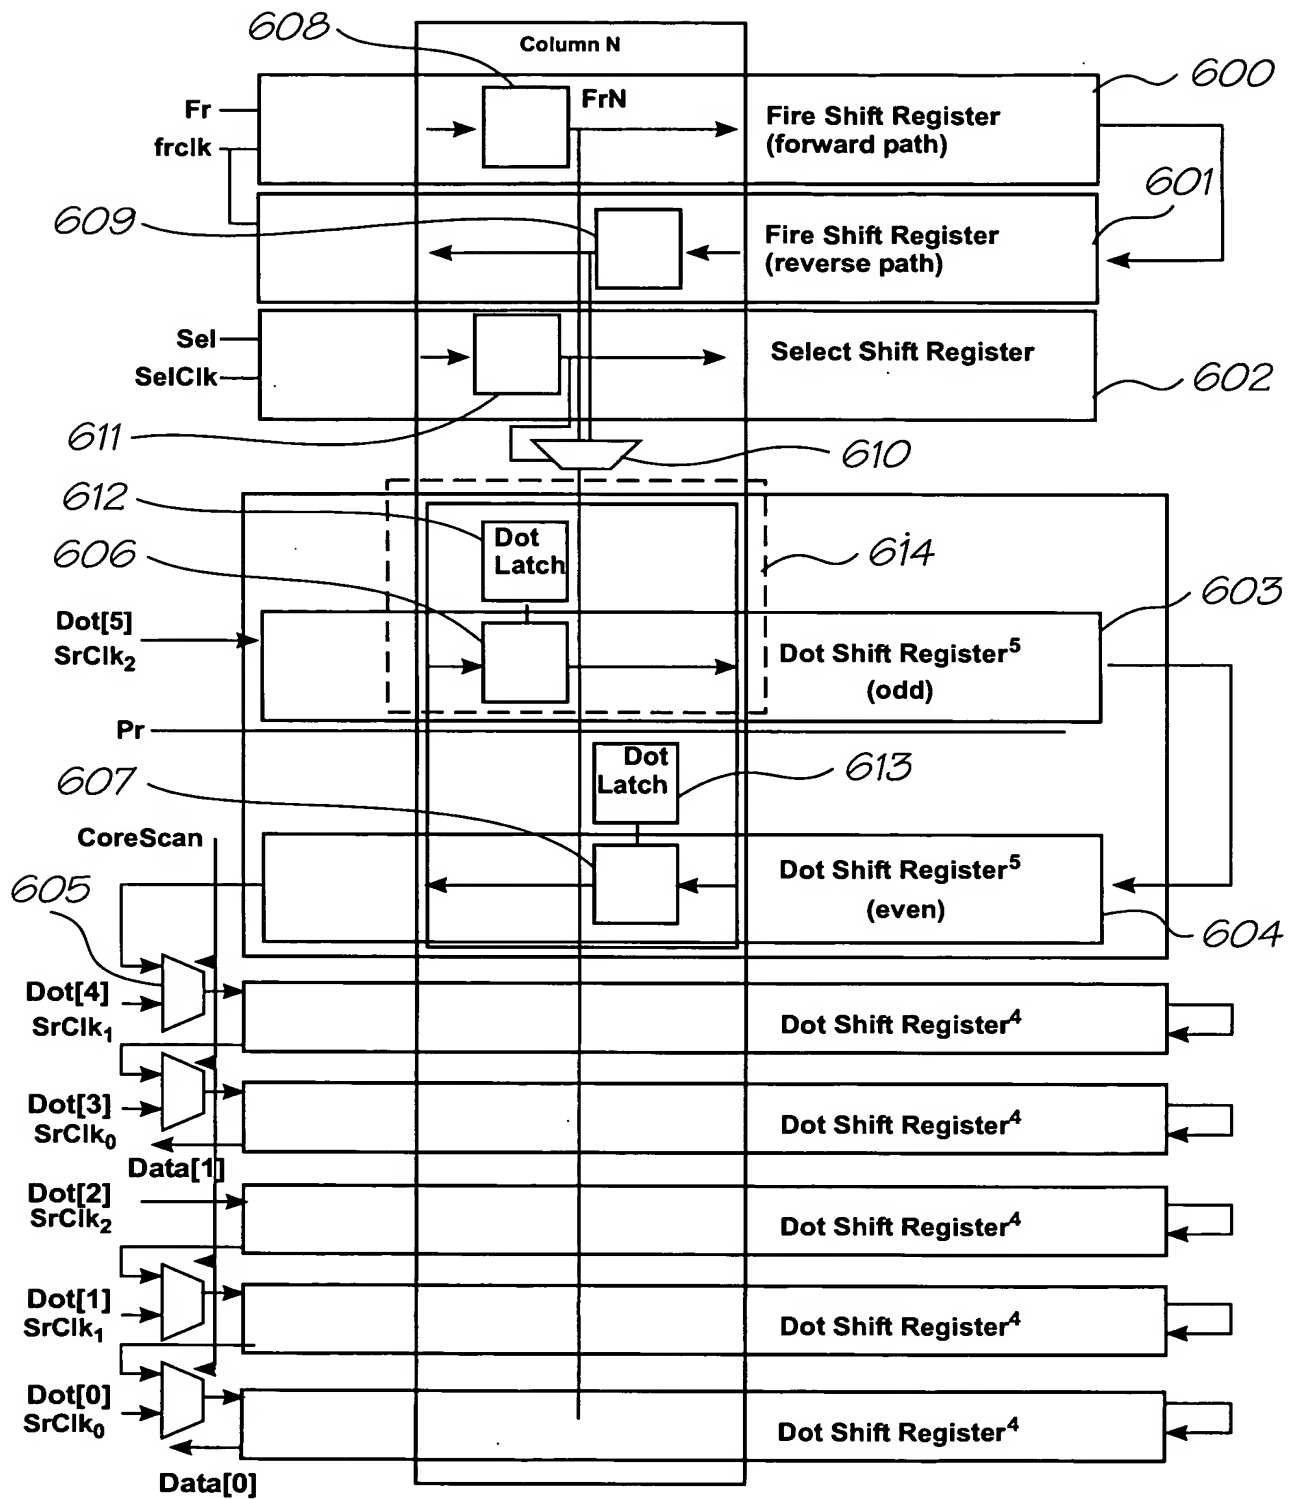 608
Column N
600
Fr
FrN
Fire Shift Register
(forward path)
frclk
601
609
Fire Shift Register
(reverse path)
Sel
Select Shift Register
SelClk
602
611
610
612
Dot
Latch
614
606
603
Dot[5]
SrClk2
Dot Shift Register5
(odd)
Pr
Dot
Latch
613
607
CoreScan
Dot Shift Register5
(even)
605
604
Dot[4]
SrClk1
Dot Shift Register4
Dot[3]
SrClk0
Dot Shift Register4
Data[1]
Dot[2]
SrClk2
Dot Shift Register4
Dot[1]
SrClk1
Dot Shift Register4
Dot[0]
SrClk0
Dot Shift Register4
Data[0]